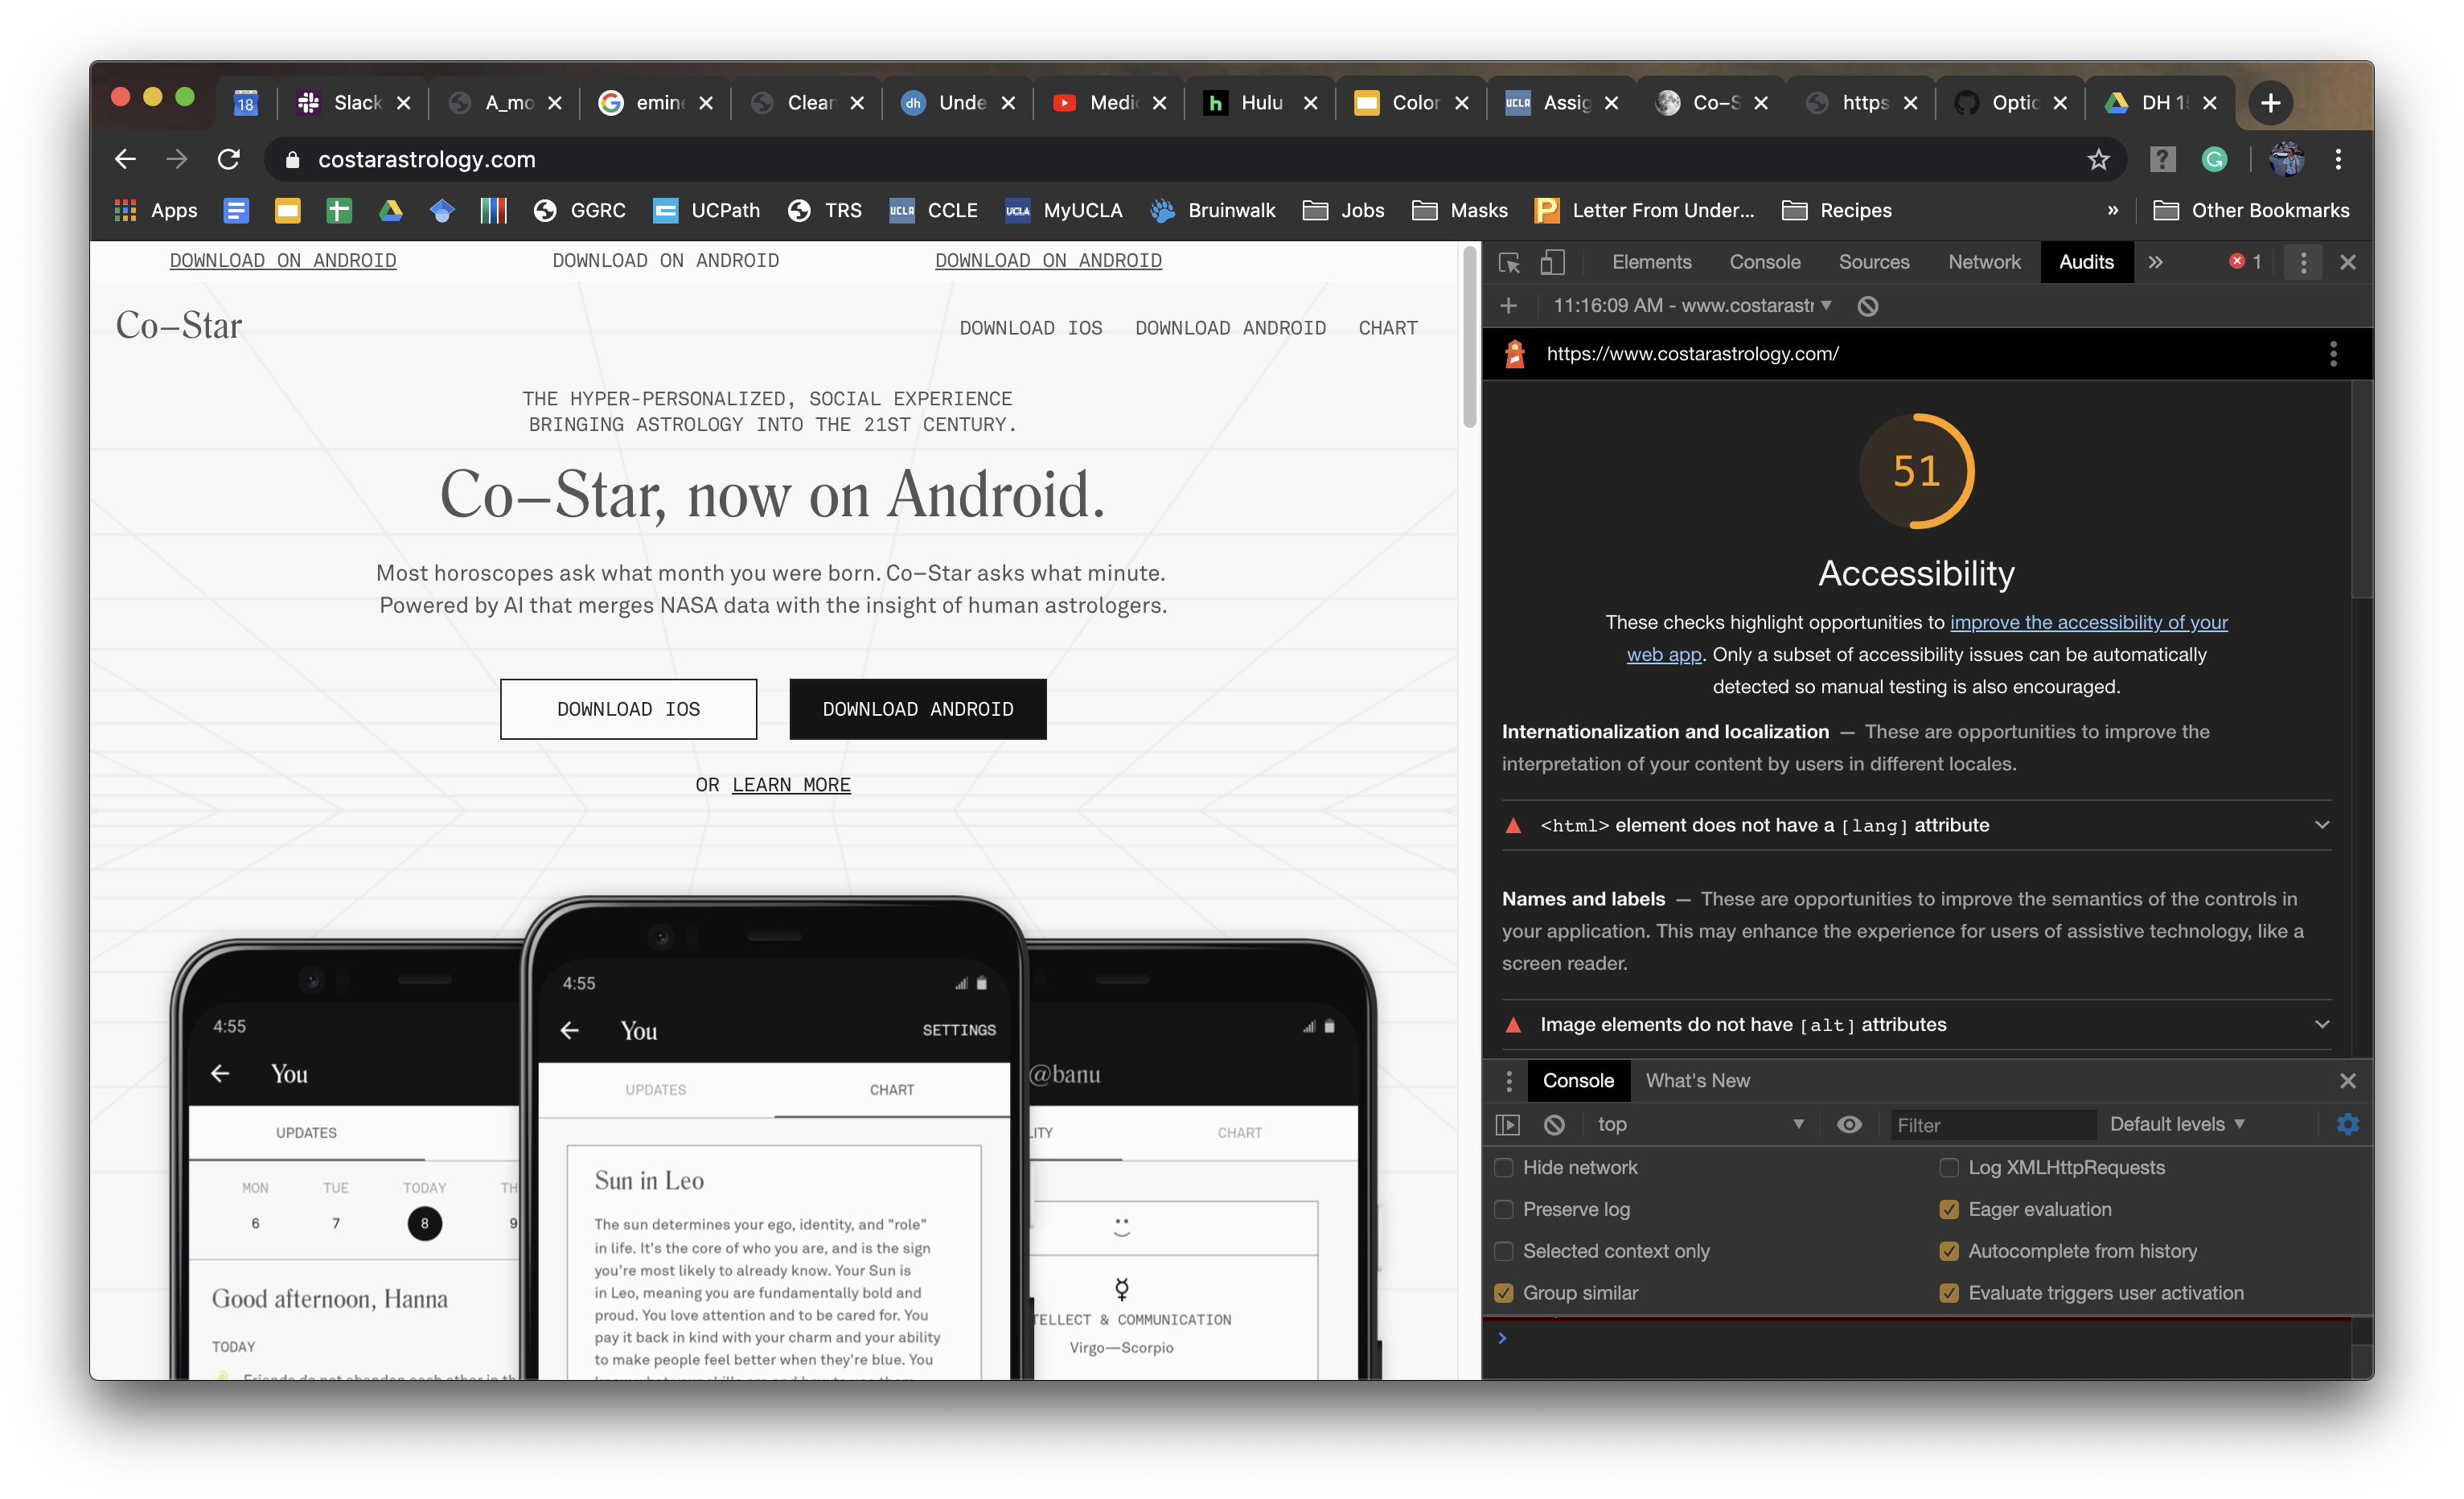 18
Slack
A_mo
emine
Clear
Unde
Medi
Hulu
Color
Assig
Co-S
https
Optio
DH 1
costarastrology.com
Apps
GGRC
UCPath
TRS
CCLE
MyUCLA
Bruinwalk
Jobs
Masks
Letter From Under...
Recipes
»
Other Bookmarks
DOWNLOAD ON ANDROID DOWNLOAD ON ANDROID DOWNLOAD ON ANDROID
Co–Star
DOWNLOAD IOS DOWNLOAD ANDROID CHART
THE HYPER-PERSONALIZED, SOCIAL EXPERIENCE
BRINGING ASTROLOGY INTO THE 21ST CENTURY.
Co–Star, now on Android.
Most horoscopes ask what month you were born. Co–Star asks what minute.
Powered by AI that merges NASA data with the insight of human astrologers.
DOWNLOAD IOS
DOWNLOAD ANDROID
OR LEARN MORE
4:55
You
UPDATES
MON TUE TODAY TH
6 7 8 9
Good afternoon, Hanna
TODAY
Friends do not abandon each other in th
4:55
You
SETTINGS
UPDATES CHART
Sun in Leo
The sun determines your ego, identity, and "role"
in life. It's the core of who you are, and is the sign
you're most likely to already know. Your Sun is
in Leo, meaning you are fundamentally bold and
proud. You love attention and to be cared for. You
pay it back in kind with your charm and your ability
to make people feel better when they're blue. You
@banu
LITY CHART
TELLECT & COMMUNICATION
Virgo—Scorpio
Elements Console Sources Network Audits » 1
11:16:09 AM - www.costarastr
https://www.costarastrology.com/
51
Accessibility
These checks highlight opportunities to improve the accessibility of your
web app. Only a subset of accessibility issues can be automatically
detected so manual testing is also encouraged.
Internationalization and localization — These are opportunities to improve the
interpretation of your content by users in different locales.
<html> element does not have a [lang] attribute
Names and labels — These are opportunities to improve the semantics of the controls in
your application. This may enhance the experience for users of assistive technology, like a
screen reader.
Image elements do not have [alt] attributes
Console What's New
top
Filter
Default levels
Hide network
Log XMLHttpRequests
Preserve log
Eager evaluation
Selected context only
Autocomplete from history
Group similar
Evaluate triggers user activation